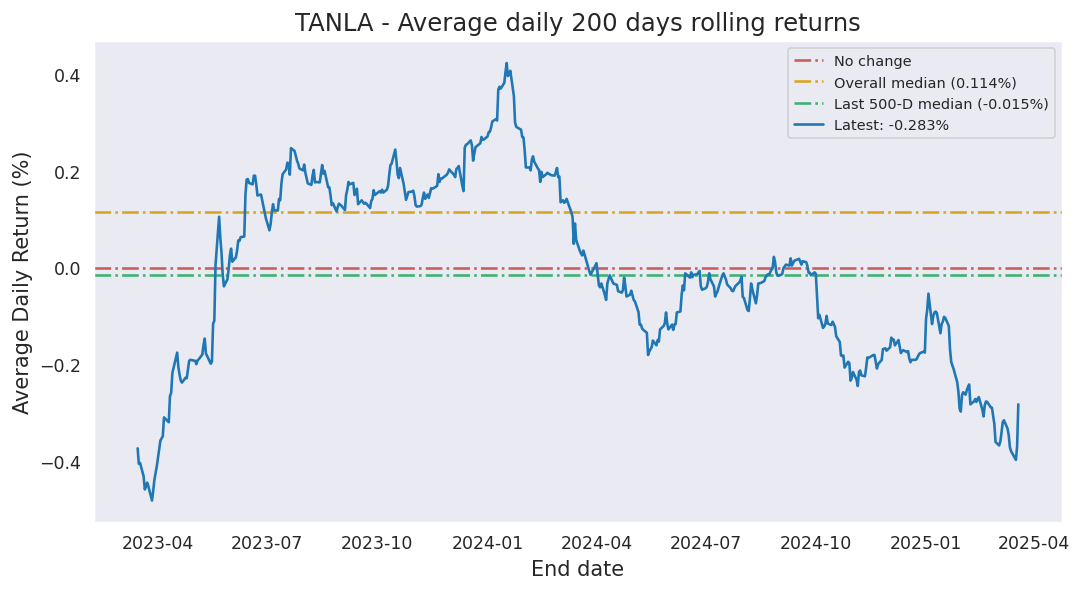 TANLA - Average daily 200 days rolling returns
No change
Overall median (0.114%)
Last 500-D median (-0.015%)
Latest: -0.283%
Average Daily Return (%)
0.4
0.2
0.0
−0.2
−0.4
2023-04 2023-07 2023-10 2024-01 2024-04 2024-07 2024-10 2025-01 2025-04
End date